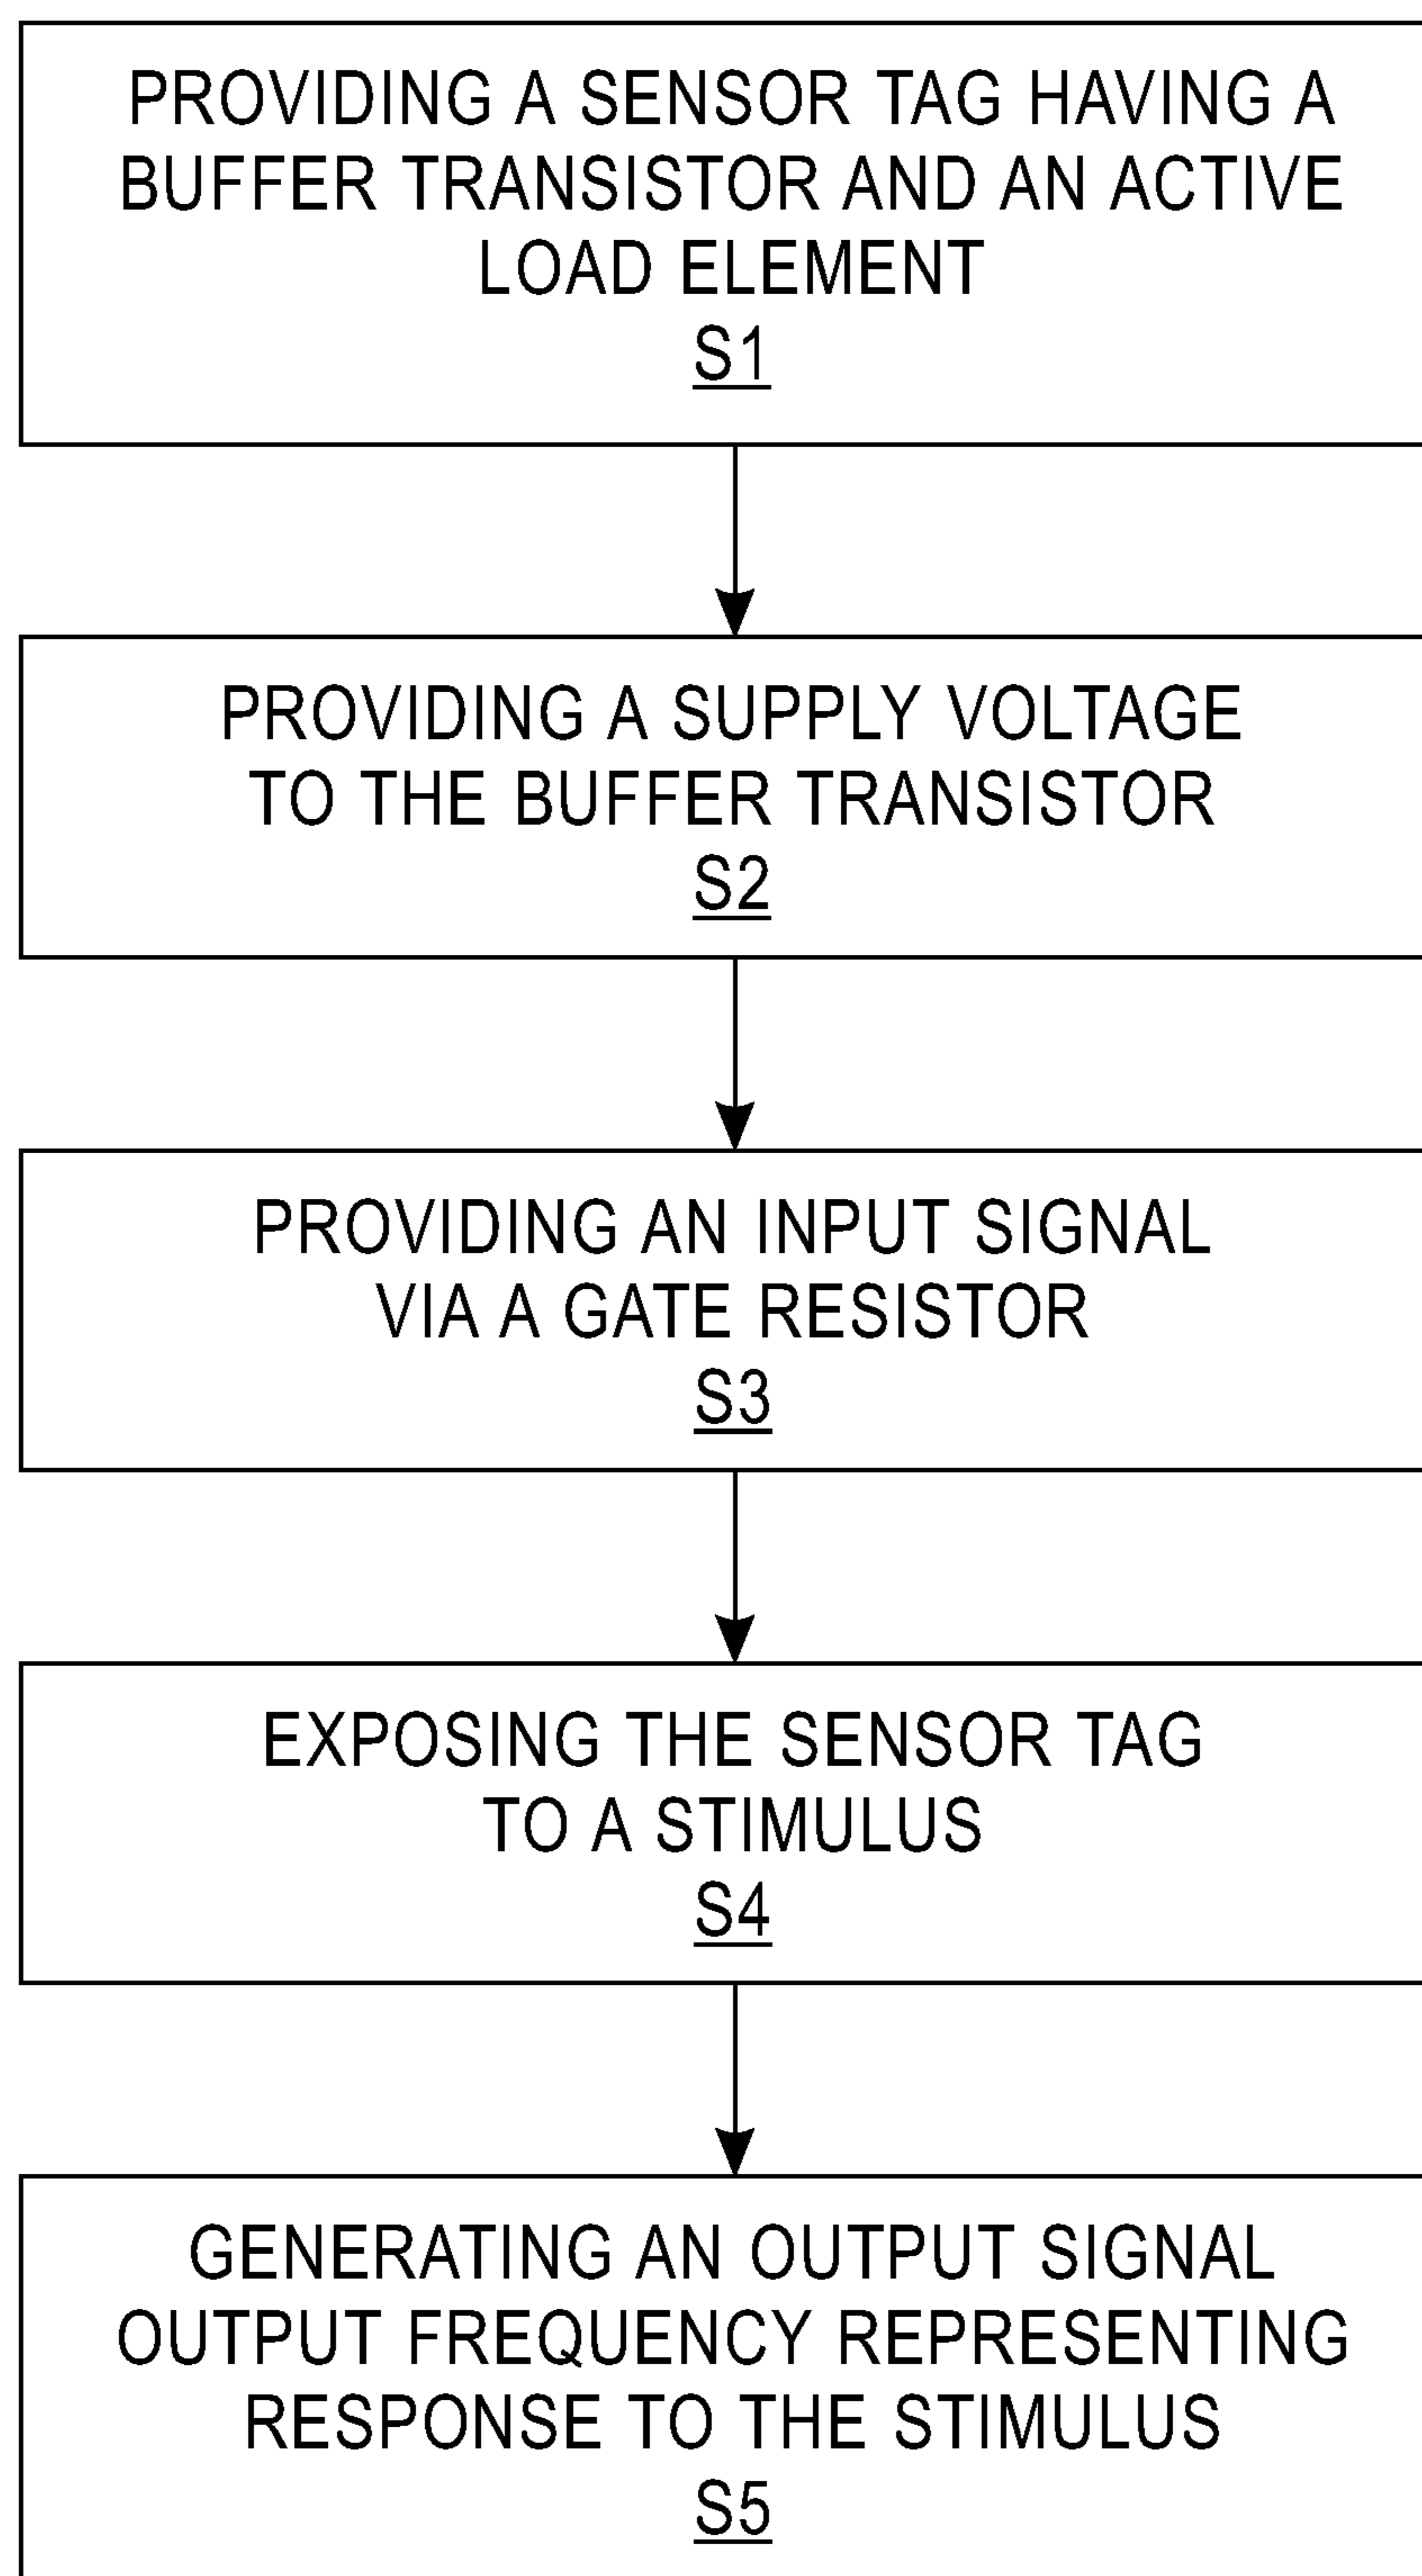 PROVIDING A SENSOR TAG HAVING A
BUFFER TRANSISTOR AND AN ACTIVE
LOAD ELEMENT
S1
PROVIDING A SUPPLY VOLTAGE
TO THE BUFFER TRANSISTOR
S2
PROVIDING AN INPUT SIGNAL
VIA A GATE RESISTOR
S3
EXPOSING THE SENSOR TAG
TO A STIMULUS
S4
GENERATING AN OUTPUT SIGNAL
OUTPUT FREQUENCY REPRESENTING
RESPONSE TO THE STIMULUS
S5